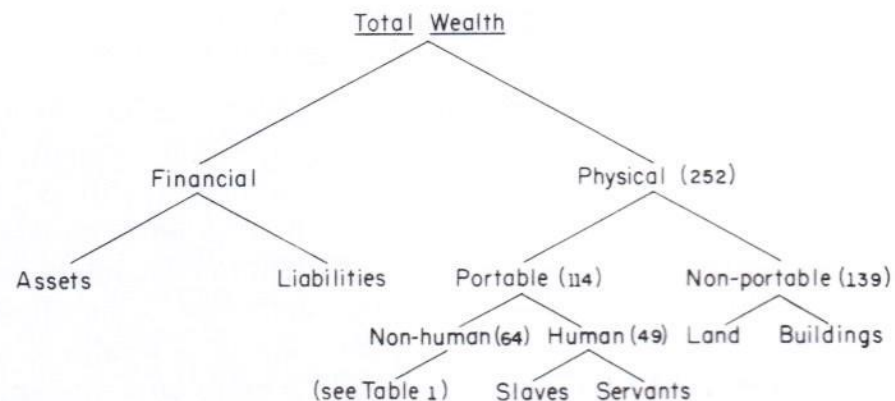 Total Wealth
Financial Physical (252)
Assets Liabilities Portable (114) Non-portable (139)
Non-human (64) Human (49) Land Buildings
(see Table 1) Slaves Servants